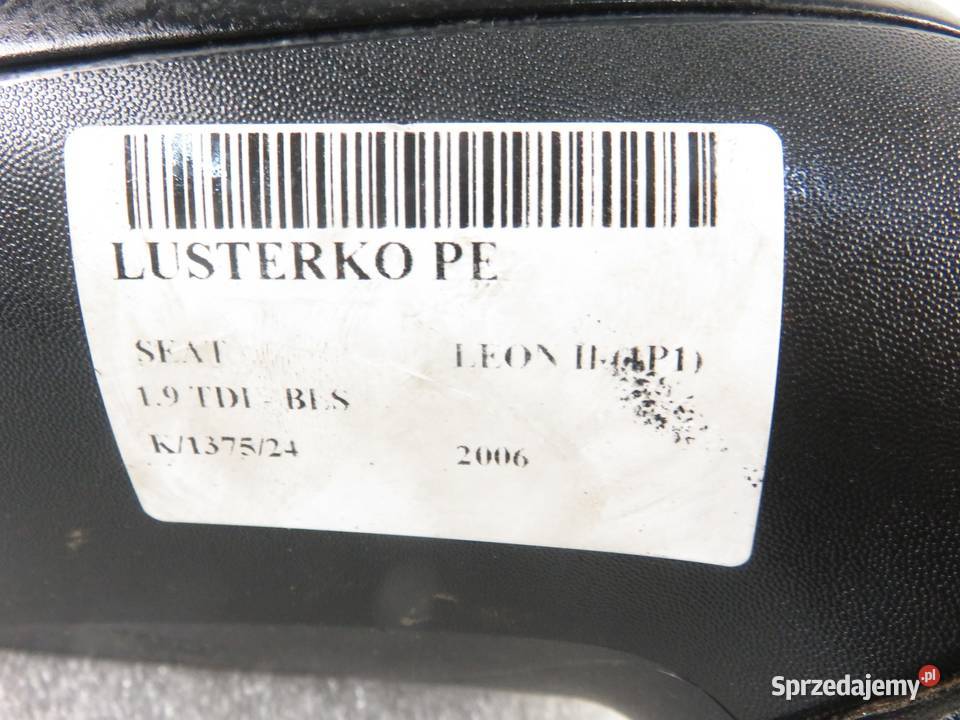 LUSTERKO PE
SEAT LEON II (1P1)
1.9 TDI - BLS
K/1375/24 2006
Sprzedajemy.pl